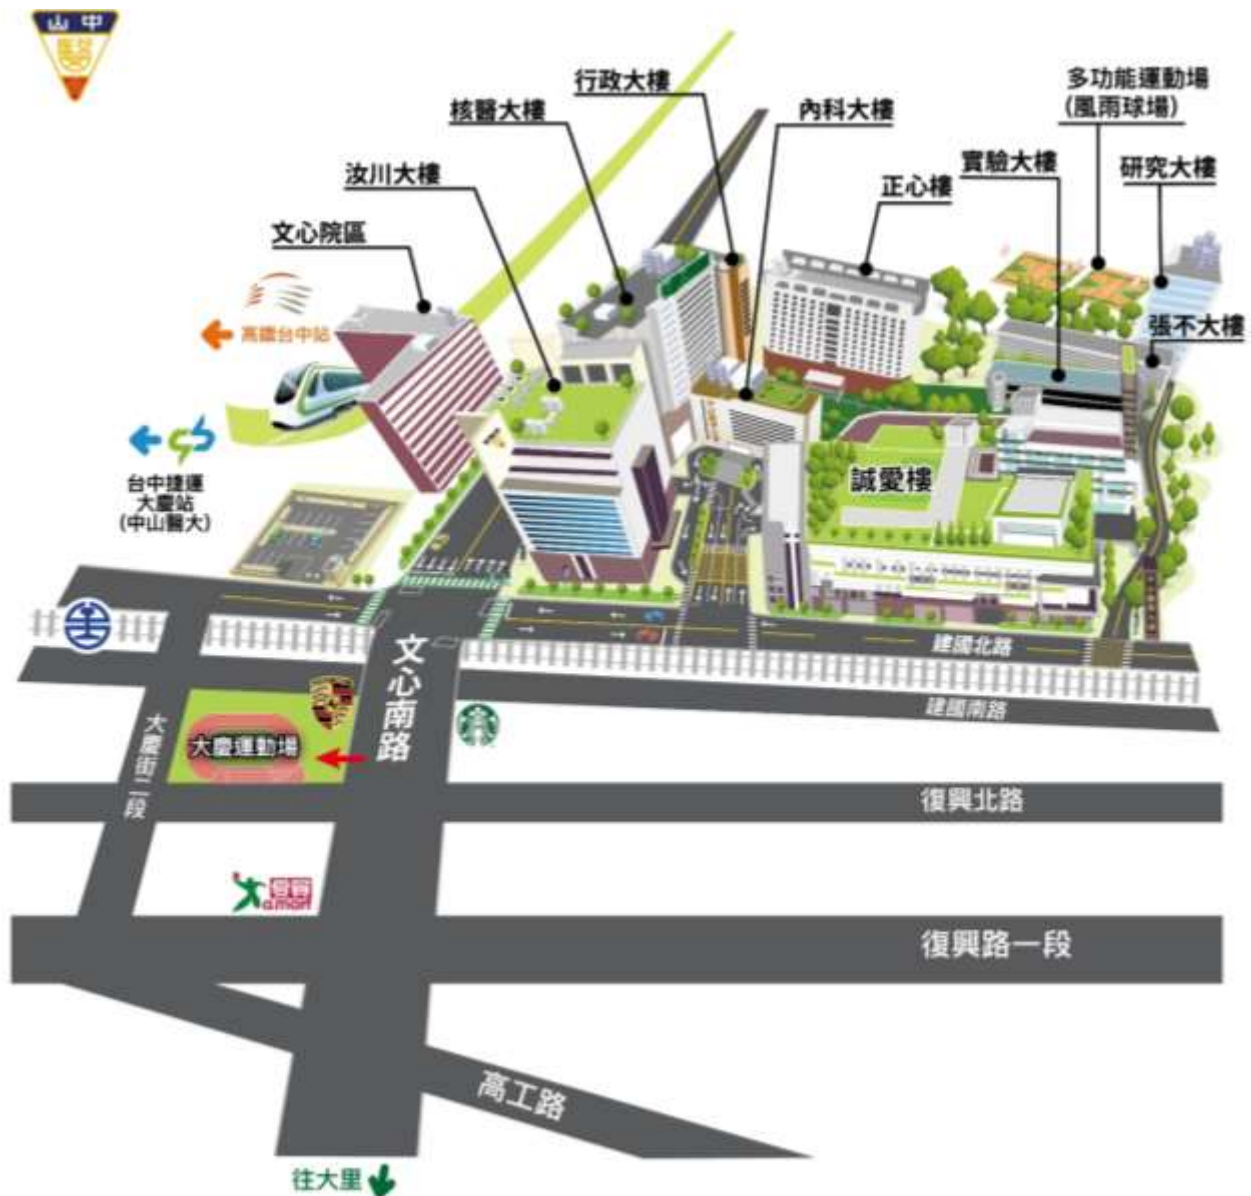 中山
行政大樓
核醫大樓
內科大樓
多功能運動場
(風雨球場)
汝川大樓
實驗大樓
研究大樓
正心樓
文心院區
高鐵台中站
張不大樓
台中捷運
大慶站
(中山醫大)
誠愛樓
建國北路
文心南路
建國南路
大慶街二段
大慶運動場
復興北路
愛買
a.mart
復興路一段
高工路
往大里